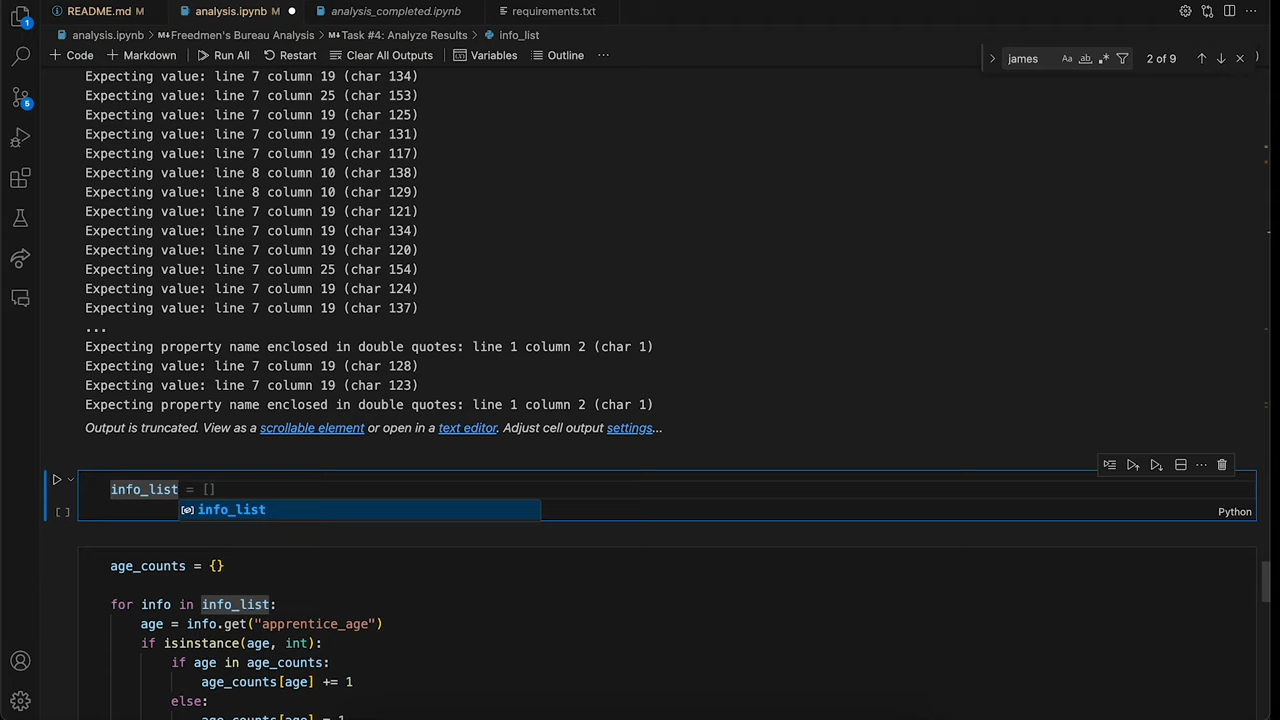 README.md M analysis.ipynb M analysis_completed.ipynb requirements.txt
analysis.ipynb > Freedmen's Bureau Analysis > Task #4: Analyze Results > info_list
+ Code + Markdown Run All Restart Clear All Outputs Variables Outline ...
james Aa ab .* 2 of 9
Expecting value: line 7 column 19 (char 134)
Expecting value: line 7 column 25 (char 153)
Expecting value: line 7 column 19 (char 125)
Expecting value: line 7 column 19 (char 131)
Expecting value: line 7 column 19 (char 117)
Expecting value: line 8 column 10 (char 138)
Expecting value: line 8 column 10 (char 129)
Expecting value: line 7 column 19 (char 121)
Expecting value: line 7 column 19 (char 134)
Expecting value: line 7 column 19 (char 120)
Expecting value: line 7 column 25 (char 154)
Expecting value: line 7 column 19 (char 124)
Expecting value: line 7 column 19 (char 137)
...
Expecting property name enclosed in double quotes: line 1 column 2 (char 1)
Expecting value: line 7 column 19 (char 128)
Expecting value: line 7 column 19 (char 123)
Expecting property name enclosed in double quotes: line 1 column 2 (char 1)
Output is truncated. View as a scrollable element or open in a text editor. Adjust cell output settings...
info_list = []
info_list
[ ]
Python
age_counts = {}
for info in info_list:
age = info.get("apprentice_age")
if isinstance(age, int):
if age in age_counts:
age_counts[age] += 1
else:
age_counts[age] = 1
1
5